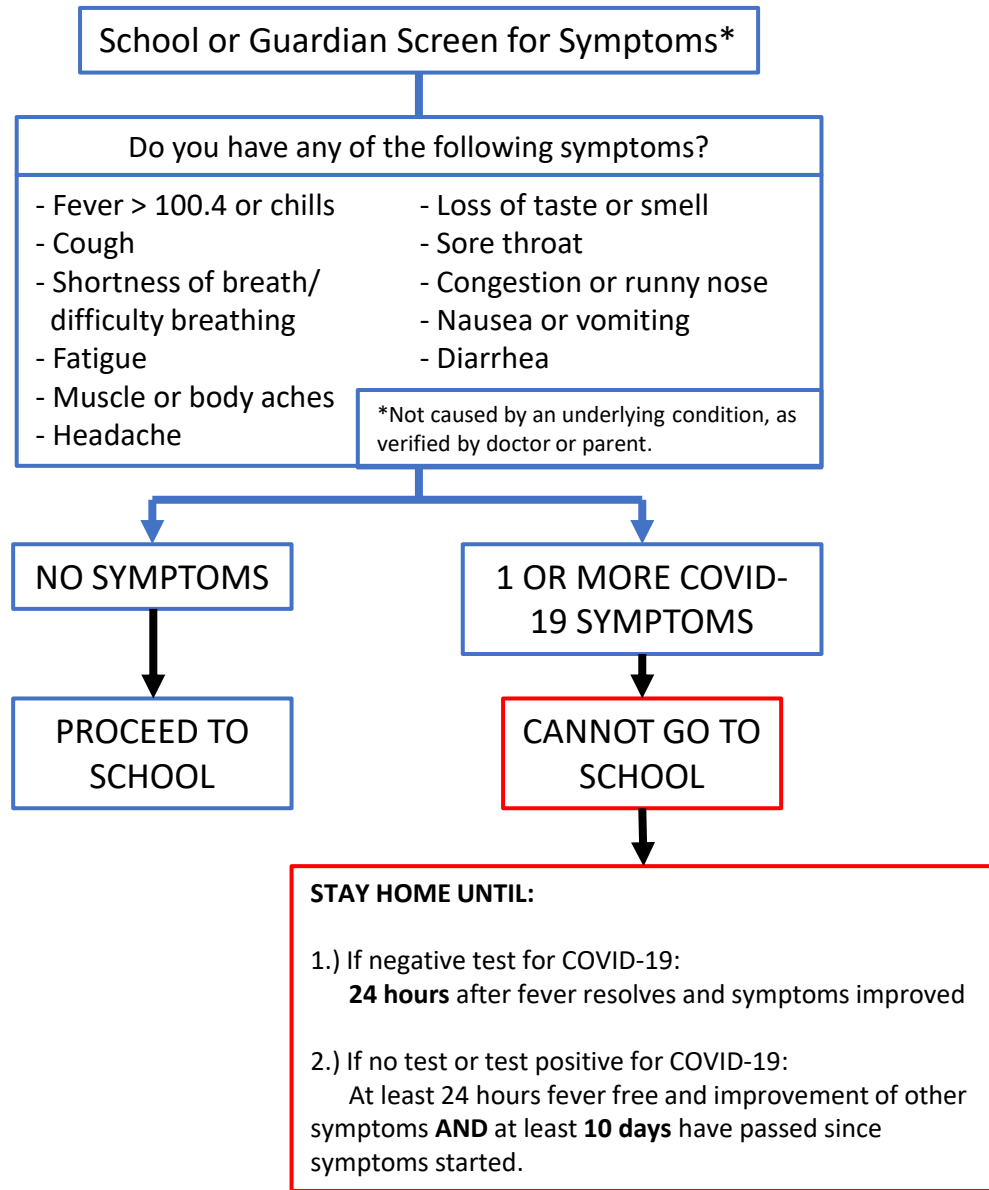 School or Guardian Screen for Symptoms*
Do you have any of the following symptoms?
- Fever > 100.4 or chills
- Cough
- Shortness of breath/
difficulty breathing
- Fatigue
- Muscle or body aches
- Headache
- Loss of taste or smell
- Sore throat
- Congestion or runny nose
- Nausea or vomiting
- Diarrhea
*Not caused by an underlying condition, as
verified by doctor or parent.
NO SYMPTOMS
PROCEED TO
SCHOOL
1 OR MORE COVID-
19 SYMPTOMS
CANNOT GO TO
SCHOOL
STAY HOME UNTIL:
1.) If negative test for COVID-19:
24 hours after fever resolves and symptoms improved
2.) If no test or test positive for COVID-19:
At least 24 hours fever free and improvement of other
symptoms AND at least 10 days have passed since
symptoms started.